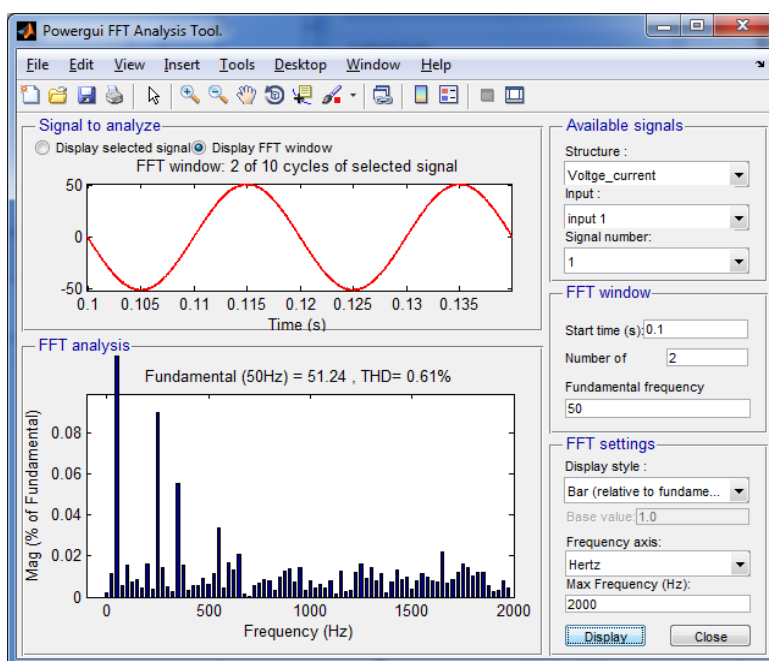 Powergui FFT Analysis Tool.
File Edit View Insert Tools Desktop Window Help
Signal to analyze
Display selected signal Display FFT window
FFT window: 2 of 10 cycles of selected signal
50
0
-50
0.1 0.105 0.11 0.115 0.12 0.125 0.13 0.135
Time (s)
FFT analysis
Fundamental (50Hz) = 51.24 , THD= 0.61%
Mag (% of Fundamental)
0.08
0.06
0.04
0.02
0
0 500 1000 1500 2000
Frequency (Hz)
Available signals
Structure :
Voltge_current
Input :
input 1
Signal number:
1
FFT window
Start time (s): 0.1
Number of 2
Fundamental frequency
50
FFT settings
Display style :
Bar (relative to fundame...
Base value: 1.0
Frequency axis:
Hertz
Max Frequency (Hz):
2000
Display Close